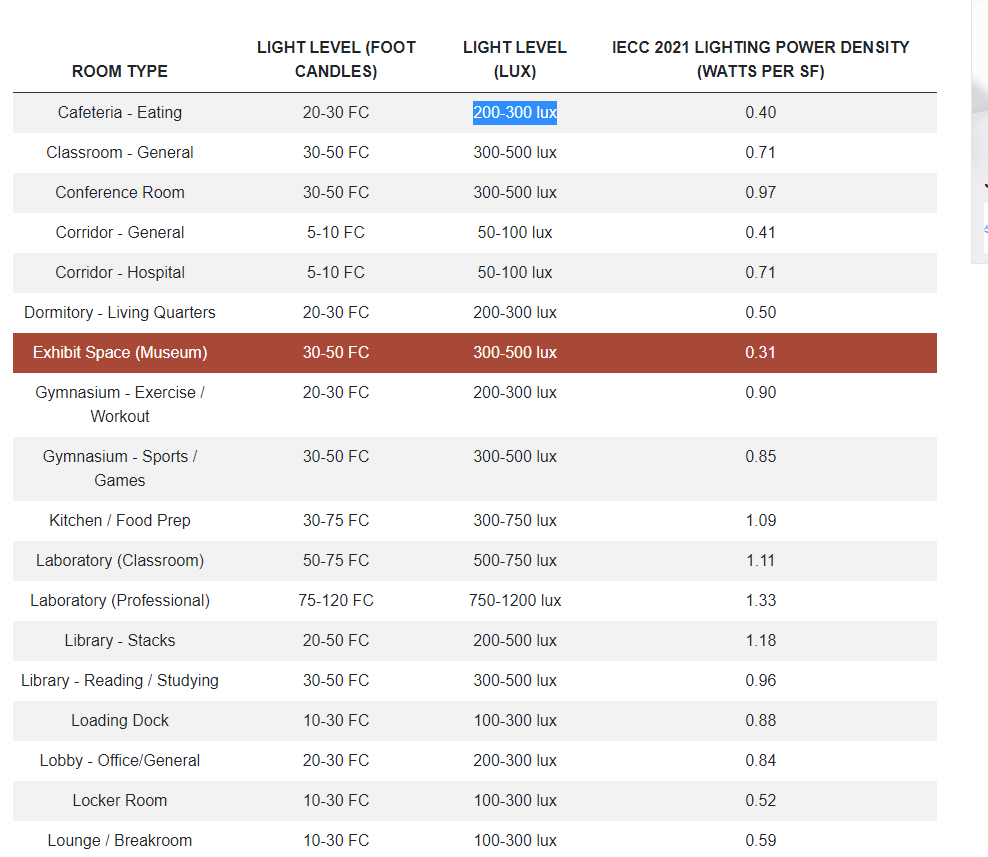 ROOM TYPE LIGHT LEVEL (FOOT CANDLES) LIGHT LEVEL (LUX) IECC 2021 LIGHTING POWER DENSITY (WATTS PER SF)
Cafeteria - Eating 20-30 FC 200-300 lux 0.40
Classroom - General 30-50 FC 300-500 lux 0.71
Conference Room 30-50 FC 300-500 lux 0.97
Corridor - General 5-10 FC 50-100 lux 0.41
Corridor - Hospital 5-10 FC 50-100 lux 0.71
Dormitory - Living Quarters 20-30 FC 200-300 lux 0.50
Exhibit Space (Museum) 30-50 FC 300-500 lux 0.31
Gymnasium - Exercise / Workout 20-30 FC 200-300 lux 0.90
Gymnasium - Sports / Games 30-50 FC 300-500 lux 0.85
Kitchen / Food Prep 30-75 FC 300-750 lux 1.09
Laboratory (Classroom) 50-75 FC 500-750 lux 1.11
Laboratory (Professional) 75-120 FC 750-1200 lux 1.33
Library - Stacks 20-50 FC 200-500 lux 1.18
Library - Reading / Studying 30-50 FC 300-500 lux 0.96
Loading Dock 10-30 FC 100-300 lux 0.88
Lobby - Office/General 20-30 FC 200-300 lux 0.84
Locker Room 10-30 FC 100-300 lux 0.52
Lounge / Breakroom 10-30 FC 100-300 lux 0.59